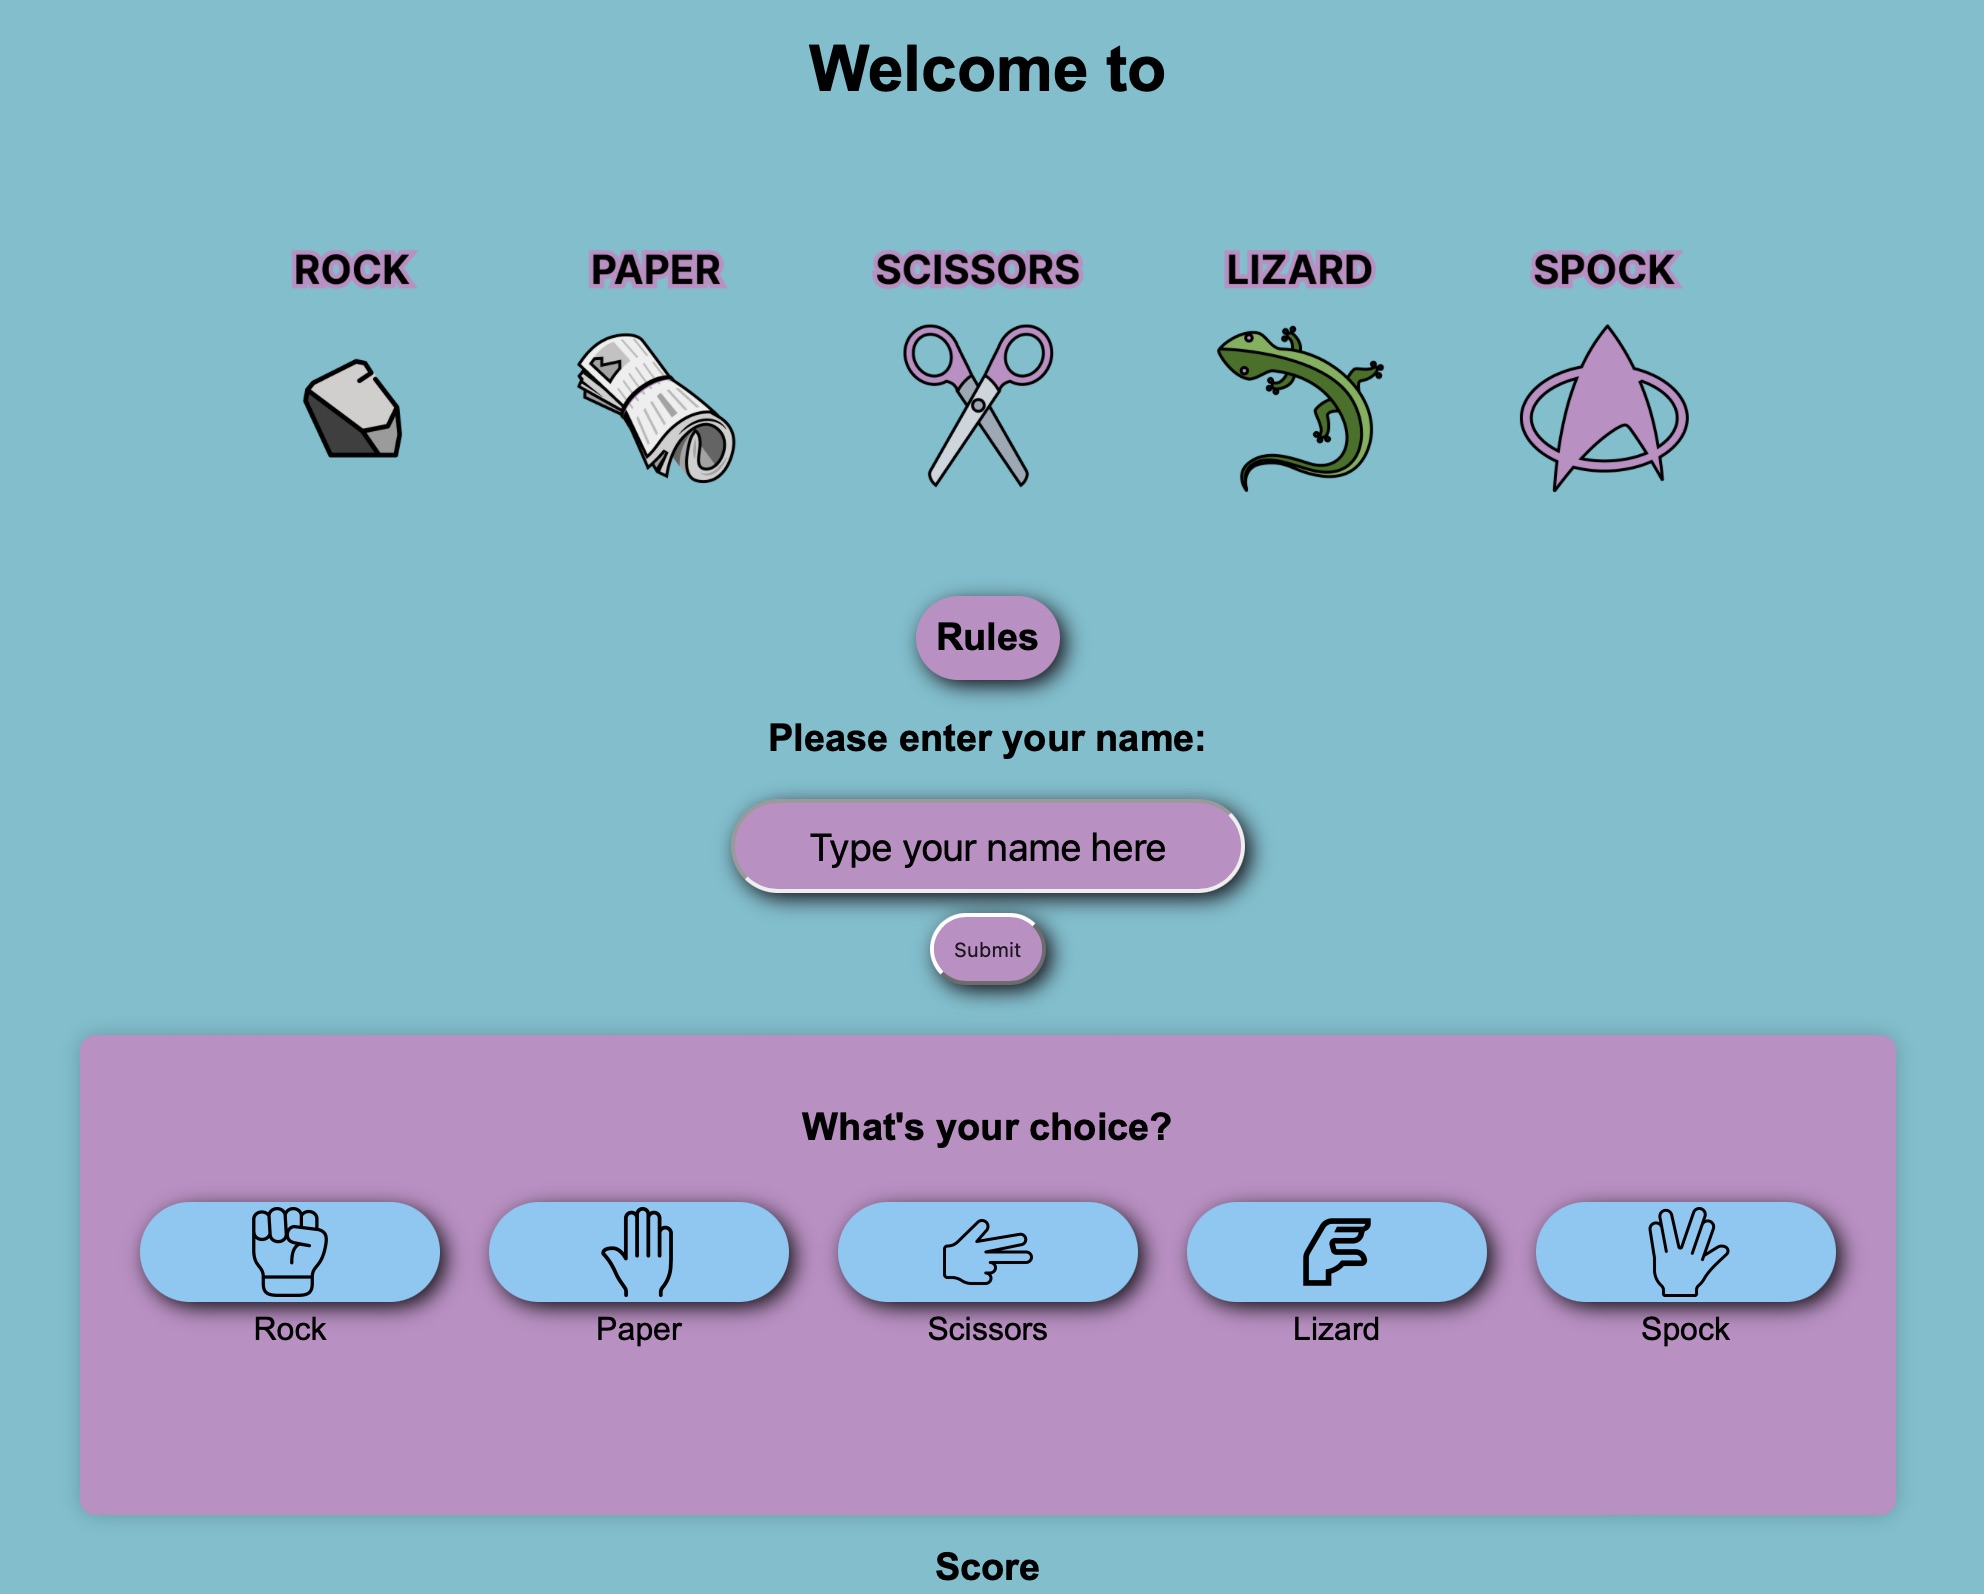 Welcome to
ROCK PAPER SCISSORS LIZARD SPOCK
Rules
Please enter your name:
Type your name here
Submit
What's your choice?
Rock Paper Scissors Lizard Spock
Score